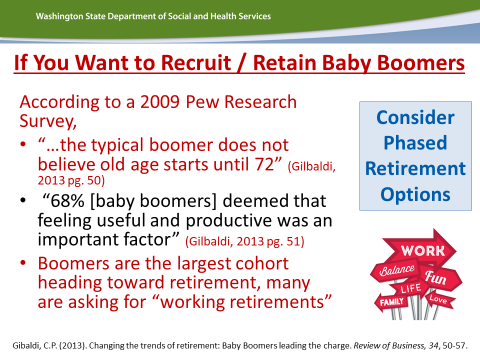 Washington State Department of Social and Health Services
If You Want to Recruit / Retain Baby Boomers
According to a 2009 Pew Research
Survey,
• “…the typical boomer does not
believe old age starts until 72” (Gilbaldi,
2013 pg. 50)
• “68% [baby boomers] deemed that
feeling useful and productive was an
important factor” (Gilbaldi, 2013 pg. 51)
• Boomers are the largest cohort
heading toward retirement, many
are asking for “working retirements”
Consider
Phased
Retirement
Options
WORK
Balance
Fun
LIFE
FAMILY
Love
Gibaldi, C.P. (2013). Changing the trends of retirement: Baby Boomers leading the charge. Review of Business, 34, 50-57.